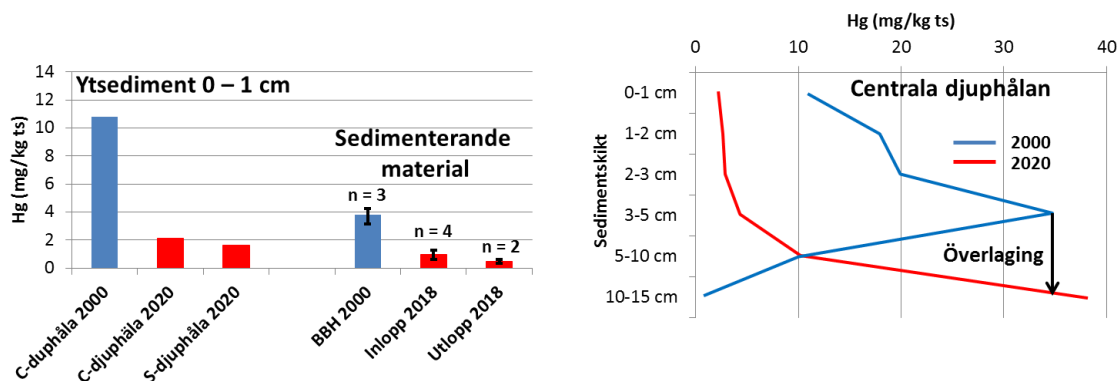 Ytsediment 0 – 1 cm
Sedimenterande
material
Hg (mg/kg ts)
14
12
10
8
6
4
2
0
n = 3
n = 4
n = 2
C-duphåla 2000
C-djuphåla 2020
S-djuphåla 2020
BBH 2000
Inlopp 2018
Utlopp 2018
Hg (mg/kg ts)
0 10 20 30 40
Centrala djuphålan
2000
2020
Sedimentskikt
0-1 cm
1-2 cm
2-3 cm
3-5 cm
5-10 cm
10-15 cm
Överlaging